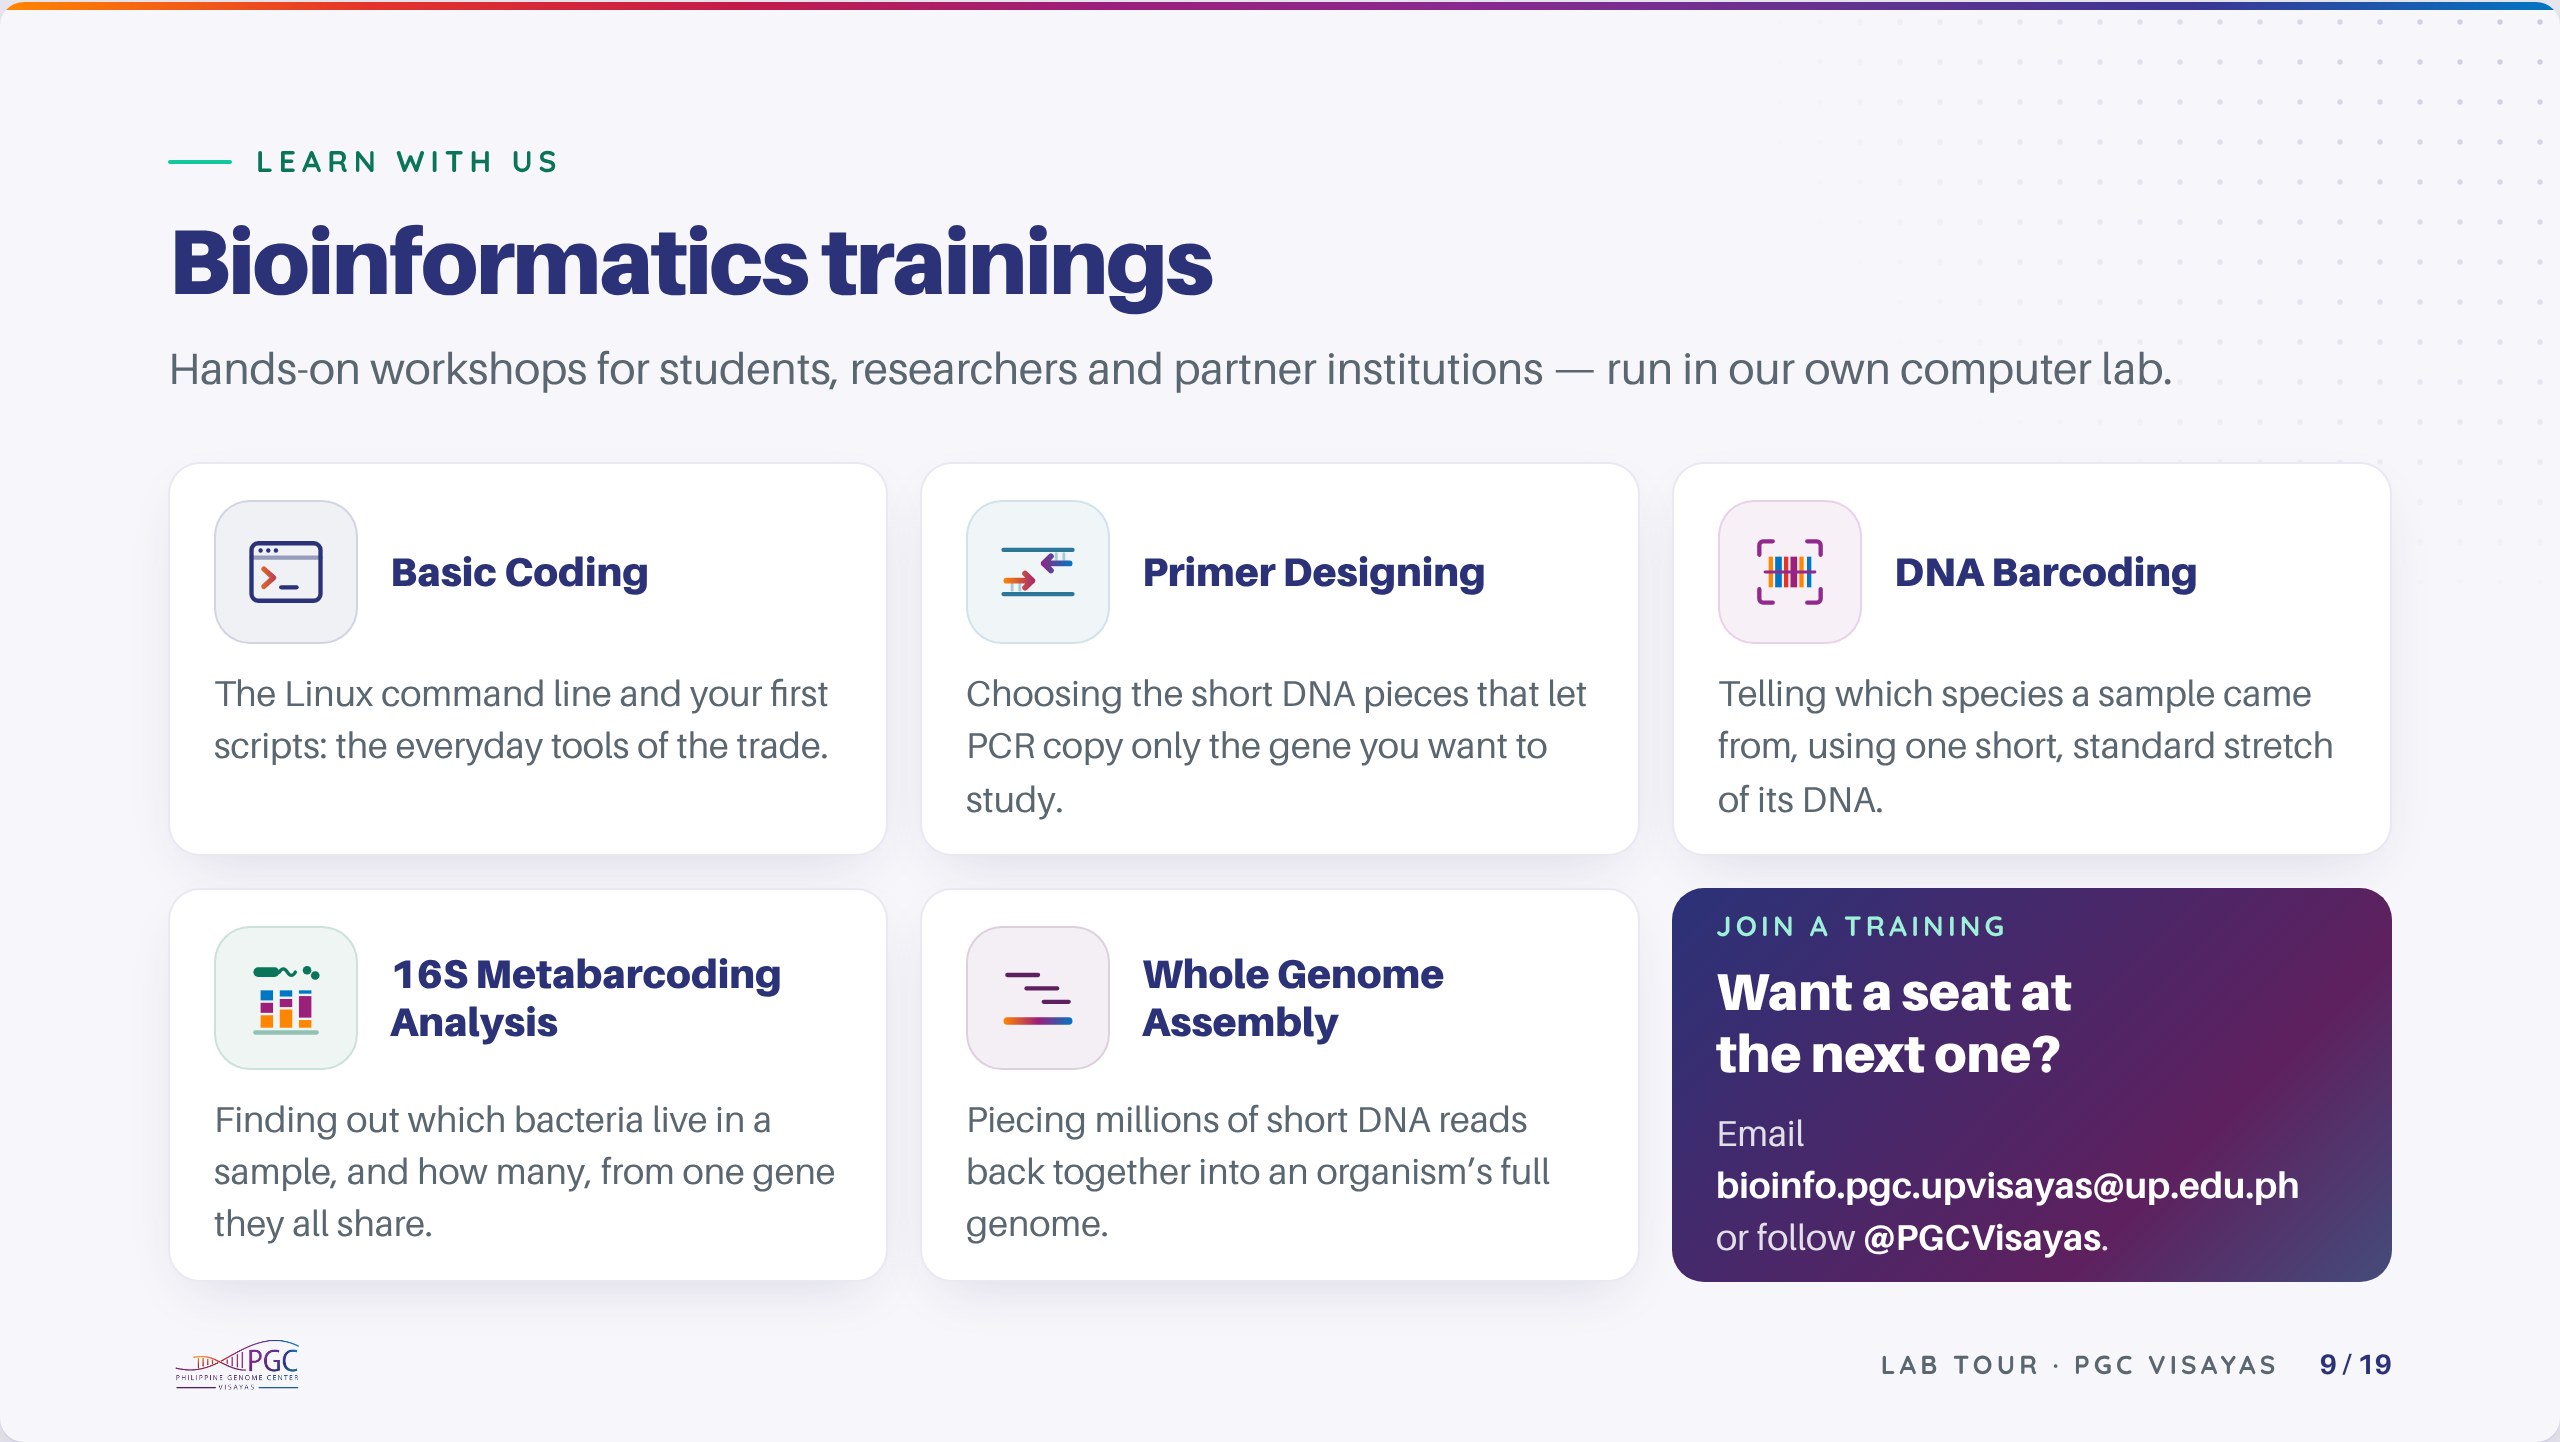 LEARN WITH US
Bioinformatics trainings
Hands-on workshops for students, researchers and partner institutions — run in our own computer lab.
Basic Coding
The Linux command line and your first
scripts: the everyday tools of the trade.
Primer Designing
Choosing the short DNA pieces that let
PCR copy only the gene you want to
study.
DNA Barcoding
Telling which species a sample came
from, using one short, standard stretch
of its DNA.
16S Metabarcoding
Analysis
Finding out which bacteria live in a
sample, and how many, from one gene
they all share.
Whole Genome
Assembly
Piecing millions of short DNA reads
back together into an organism’s full
genome.
JOIN A TRAINING
Want a seat at
the next one?
Email
bioinfo.pgc.upvisayas@up.edu.ph
or follow @PGCVisayas.
PGC
PHILIPPINE GENOME CENTER
VISAYAS
LAB TOUR · PGC VISAYAS 9 / 19